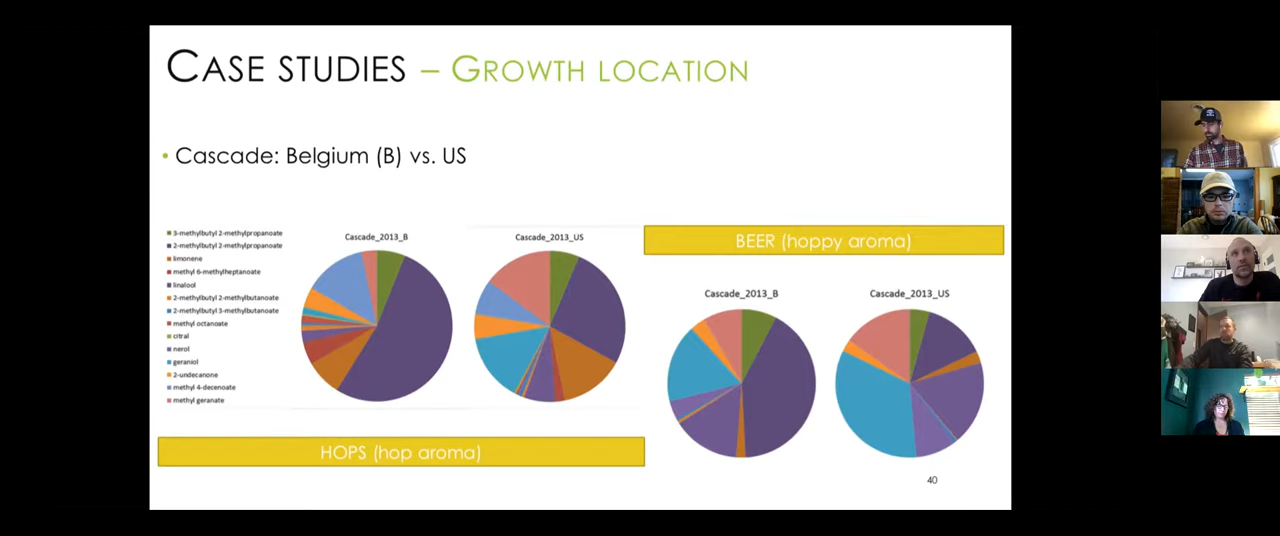 CASE STUDIES – GROWTH LOCATION
• Cascade: Belgium (B) vs. US
3-methylbutyl 2-methylpropanoate
2-methylbutyl 2-methylpropanoate
limonene
methyl 6-methylheptanoate
linalool
2-methylbutyl 2-methylbutanoate
2-methylbutyl 3-methylbutanoate
methyl octanoate
citral
nerol
geraniol
2-undecanone
methyl 4-decenoate
methyl geranate
Cascade_2013_B
Cascade_2013_US
HOPS (hop aroma)
BEER (hoppy aroma)
Cascade_2013_B
Cascade_2013_US
40